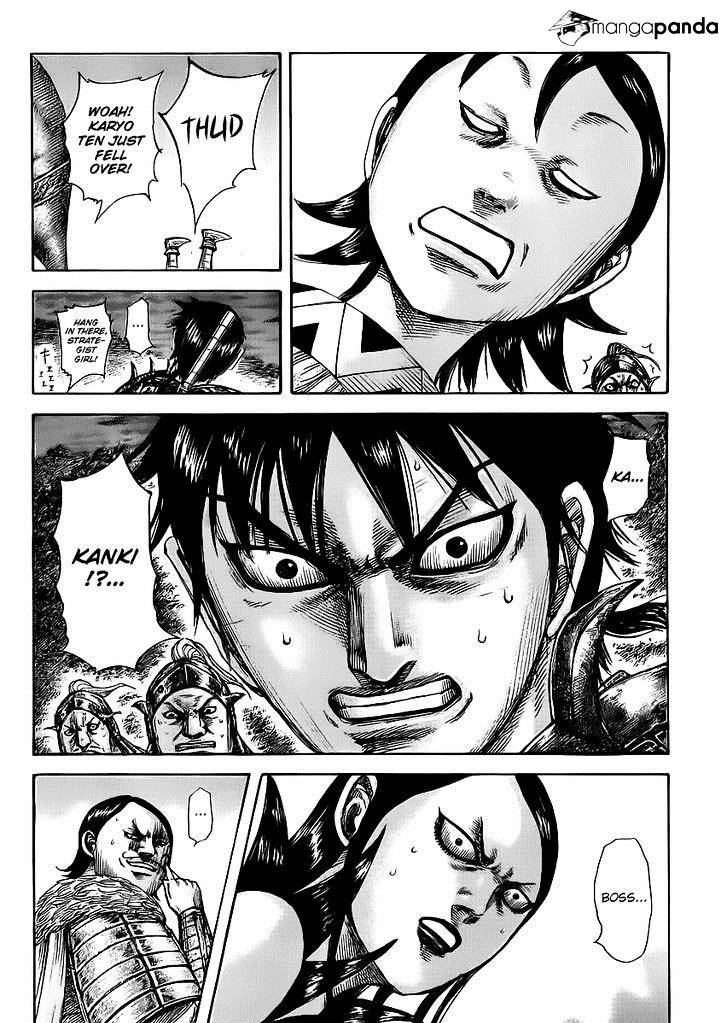 mangapanda
THUD
WOAH!
KARYO
TEN JUST
FELL
OVER!
...
HANG
IN THERE,
STRATE-
GIST
GIRL!
KA...
KANKI
!?...
BOSS...
...